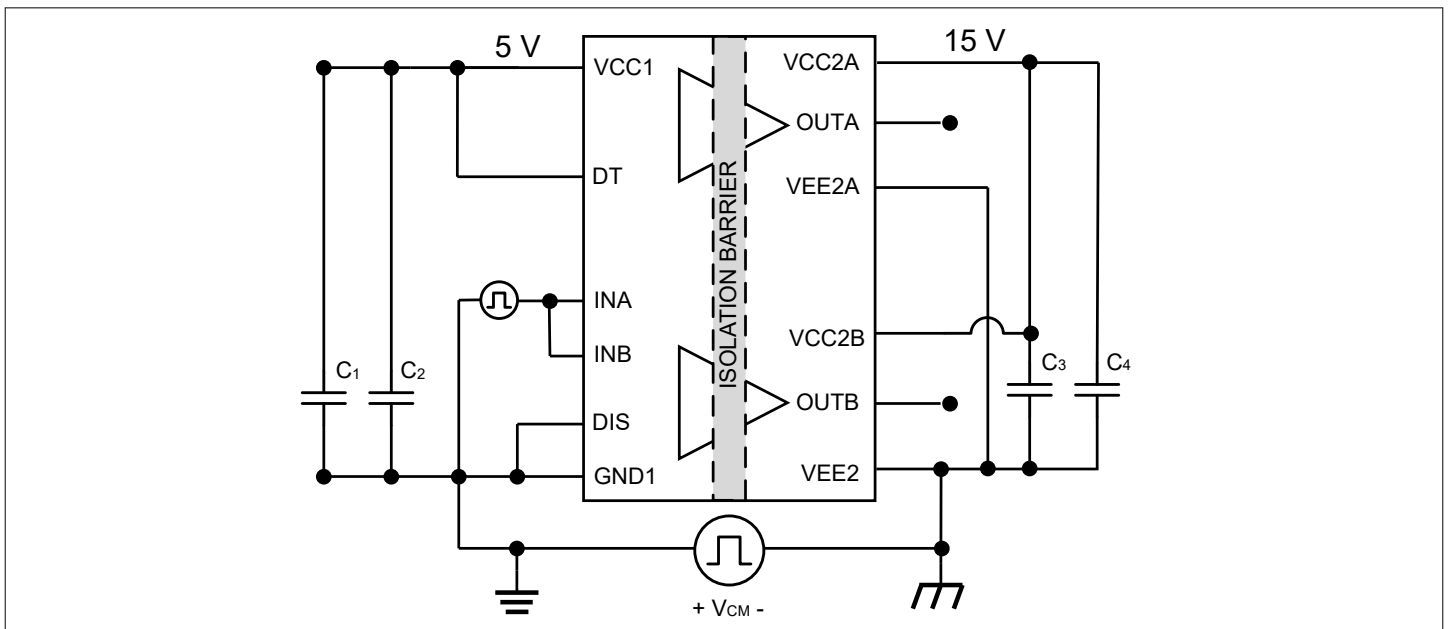 5 V
15 V
VCC1
DT
INA
INB
DIS
GND1
ISOLATION BARRIER
VCC2A
OUTA
VEE2A
VCC2B
OUTB
VEE2
C1
C2
C3
C4
+ VCM -